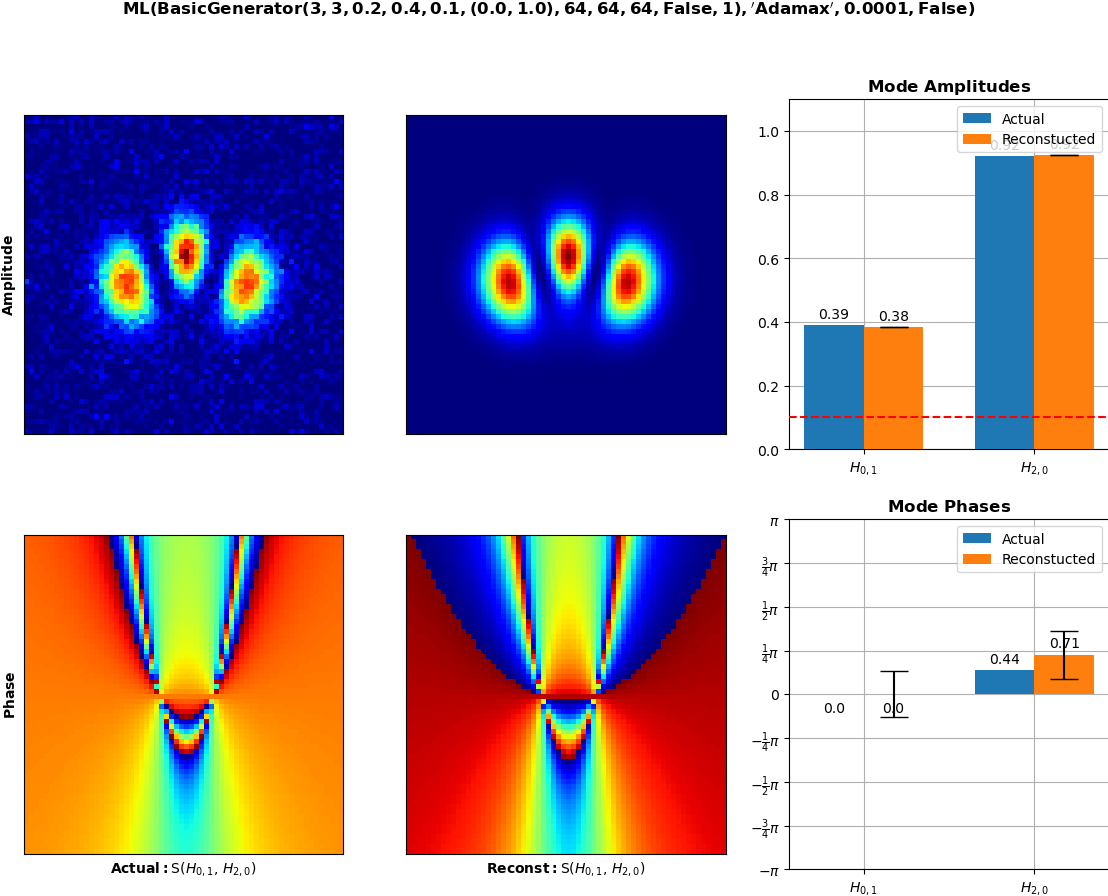 ML(BasicGenerator(3, 3, 0.2, 0.4, 0.1, (0.0, 1.0), 64, 64, 64, False, 1), ′Adamax′, 0.0001, False)
Mode Amplitudes
Actual
Reconstucted
1.0
0.8
0.6
0.4
0.2
0.0
0.92
0.92
0.39
0.38
H0, 1
H2, 0
Amplitude
Mode Phases
Actual
Reconstucted
π
3/4π
1/2π
1/4π
0
−1/4π
−1/2π
−3/4π
−π
0.0
0.0
0.44
0.71
H0, 1
H2, 0
Phase
Actual: S(H0, 1, H2, 0)
Reconst: S(H0, 1, H2, 0)